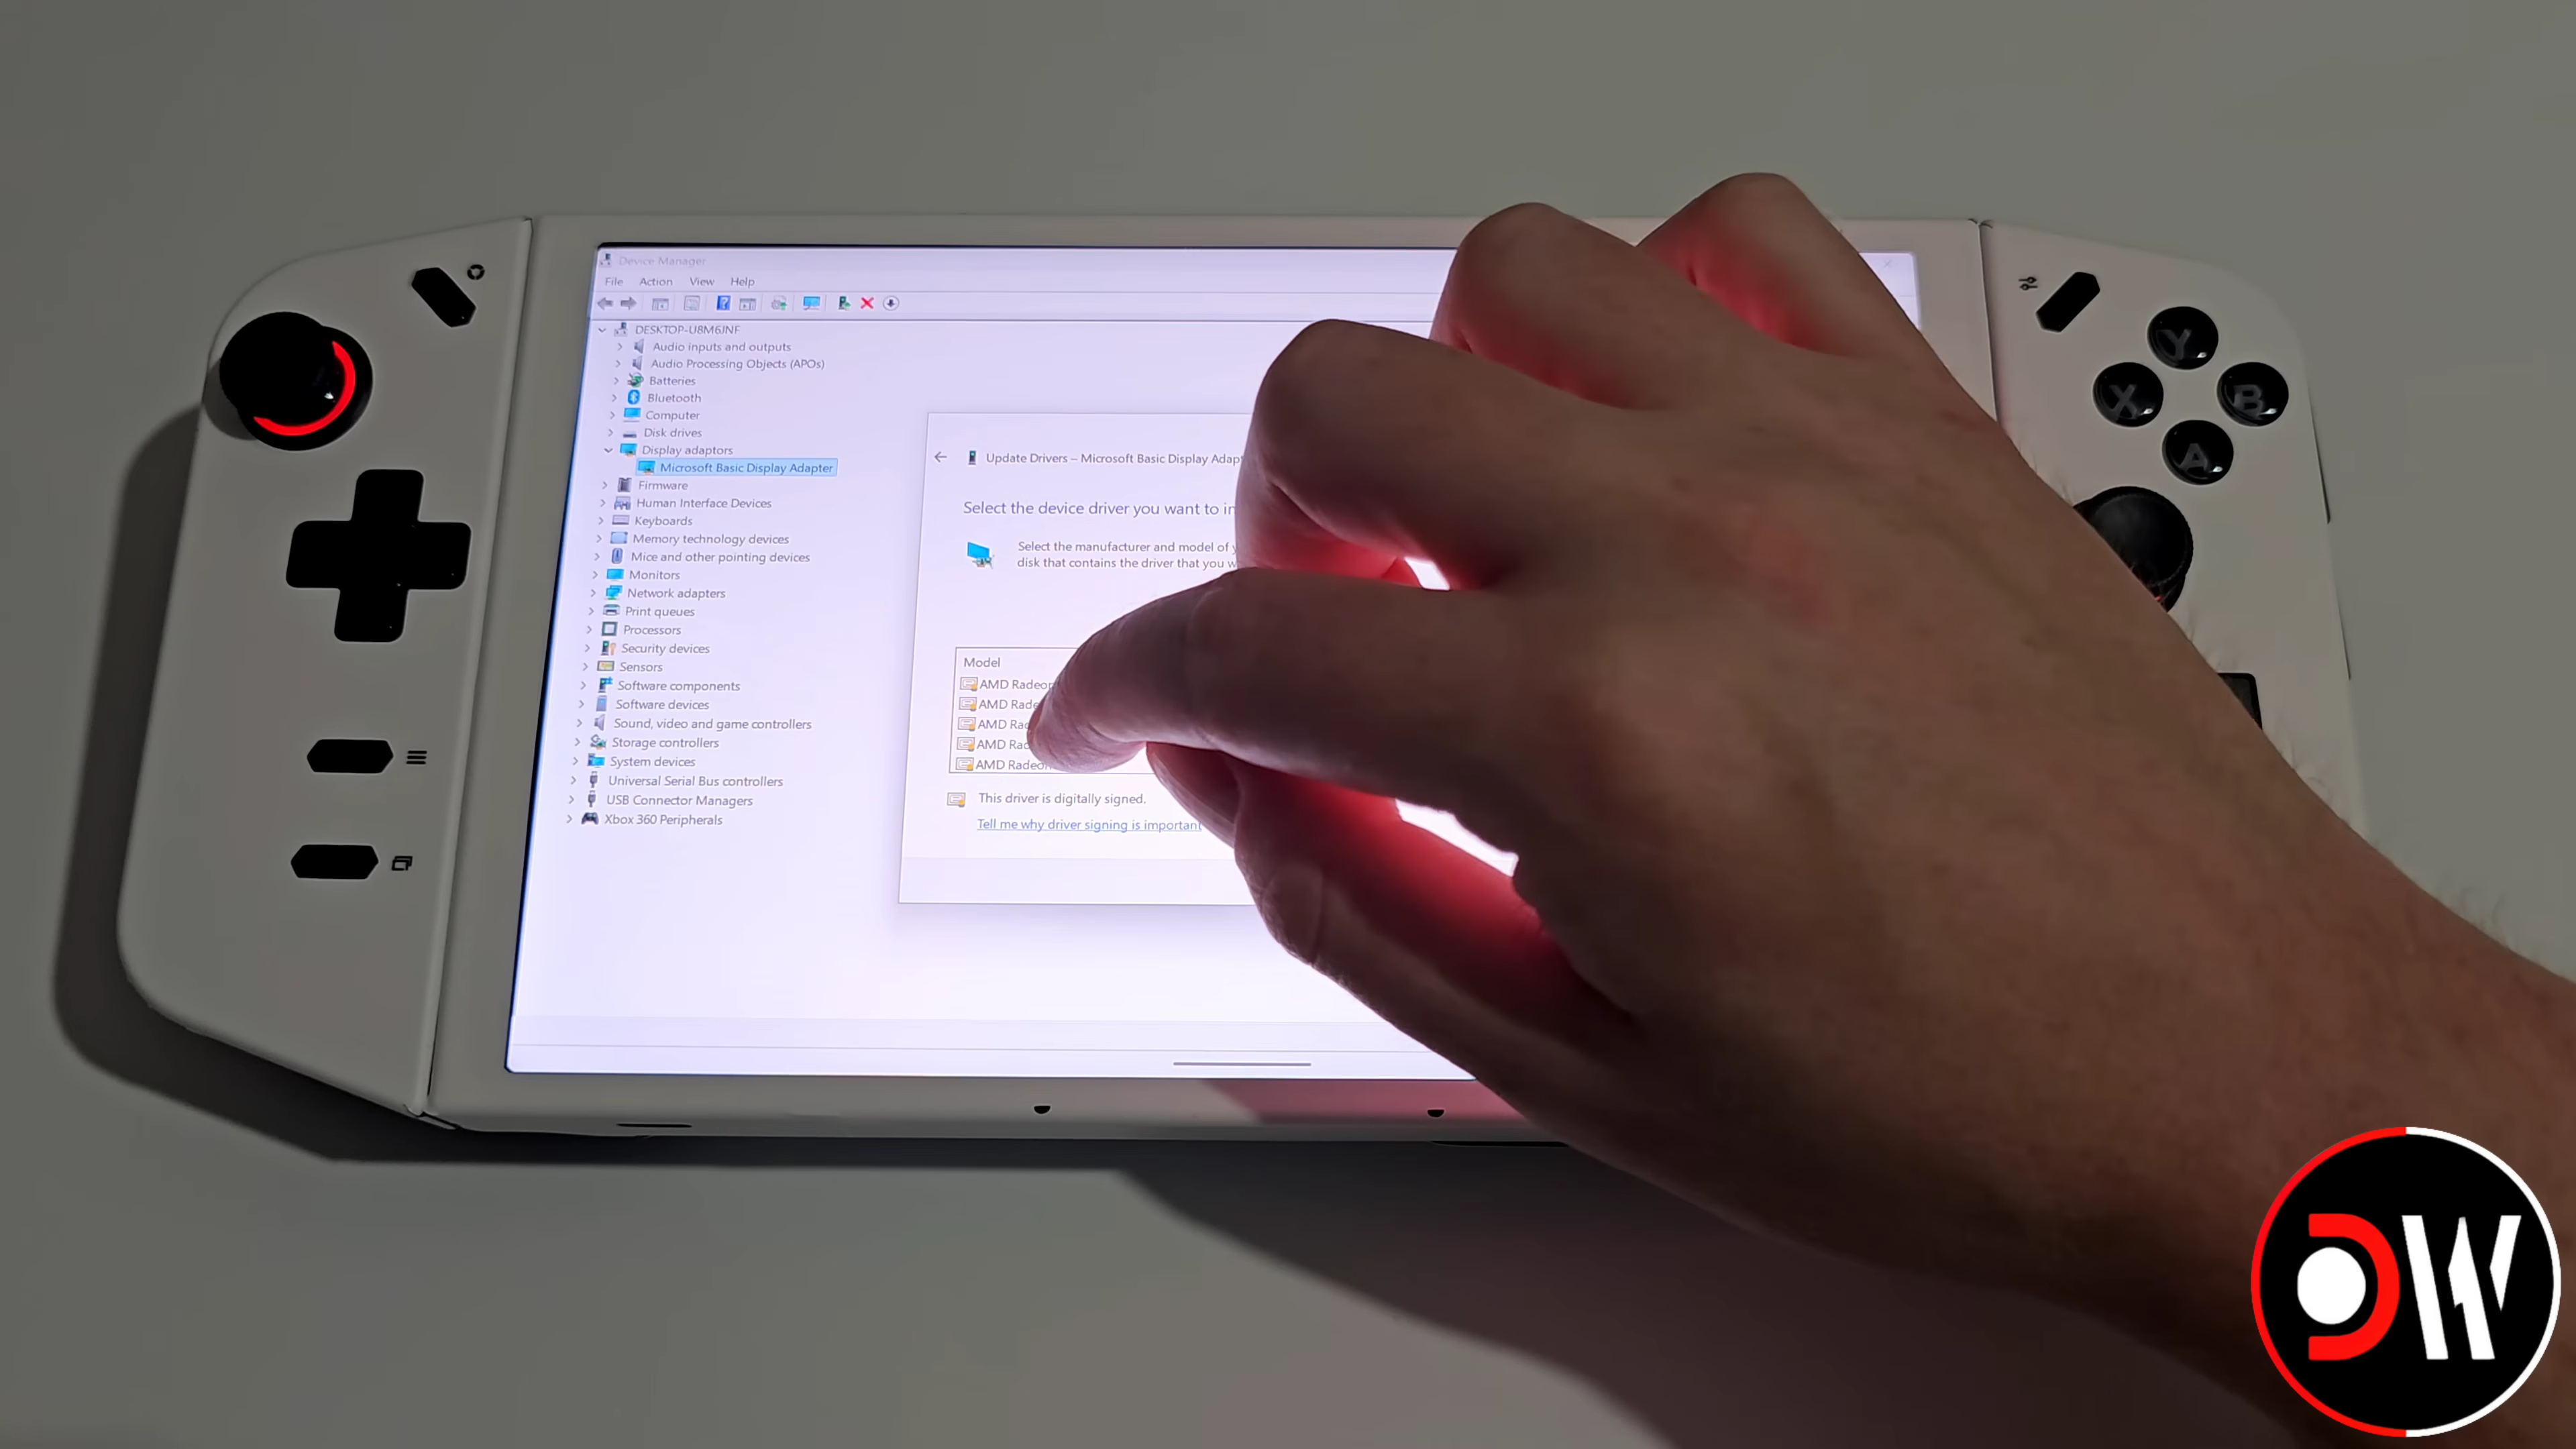 Device Manager
File Action View Help
DESKTOP-U8M6JNF
Audio inputs and outputs
Audio Processing Objects (APOs)
Batteries
Bluetooth
Computer
Disk drives
Display adaptors
Microsoft Basic Display Adapter
Firmware
Human Interface Devices
Keyboards
Memory technology devices
Mice and other pointing devices
Monitors
Network adapters
Print queues
Processors
Security devices
Sensors
Software components
Software devices
Sound, video and game controllers
Storage controllers
System devices
Universal Serial Bus controllers
USB Connector Managers
Xbox 360 Peripherals
Update Drivers – Microsoft Basic Display
Select the device driver you want to
Select the manufacturer and model of
disk that contains the driver that you
Model
AMD
AMD
AMD
AMD
AMD
This driver is digitally signed.
Tell me why driver signing is important
Y
X
B
A
DW